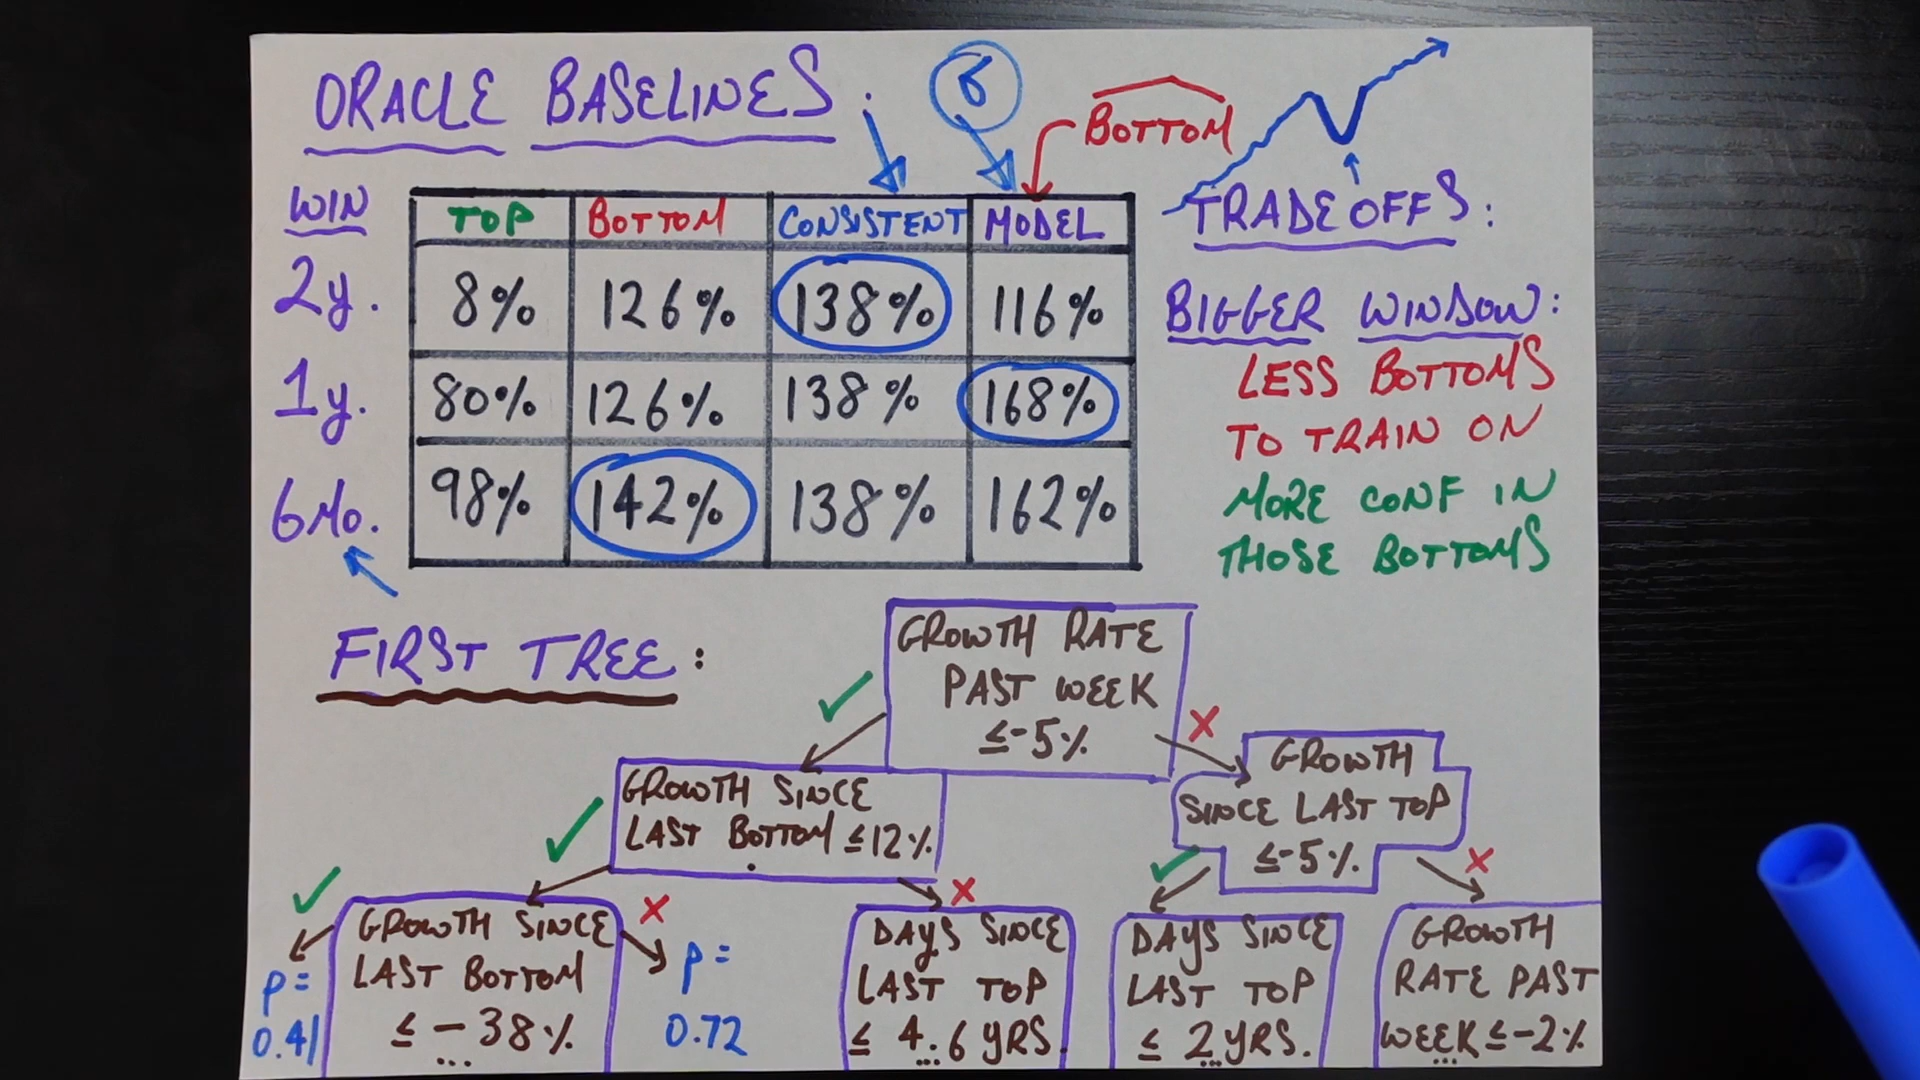 ORACLE BASELINES:
6
BOTTOM
WIN
TOP BOTTOM CONSISTENT MODEL
2y. 8% 126% 138% 116%
1y. 80% 126% 138% 168%
6Mo. 98% 142% 138% 162%
TRADEOFFS:
BIGGER WINDOW:
LESS BOTTOMS
TO TRAIN ON
MORE CONF IN
THOSE BOTTOMS
FIRST TREE:
GROWTH RATE
PAST WEEK
≤-5%
GROWTH SINCE
LAST BOTTOM ≤12%
GROWTH
SINCE LAST TOP
≤-5%
p=
0.41
GROWTH SINCE
LAST BOTTOM
≤-38%
...
p=
0.72
DAYS SINCE
LAST TOP
≤ 4.6 YRS.
...
DAYS SINCE
LAST TOP
≤ 2 YRS.
...
GROWTH
RATE PAST
WEEK≤-2%
...